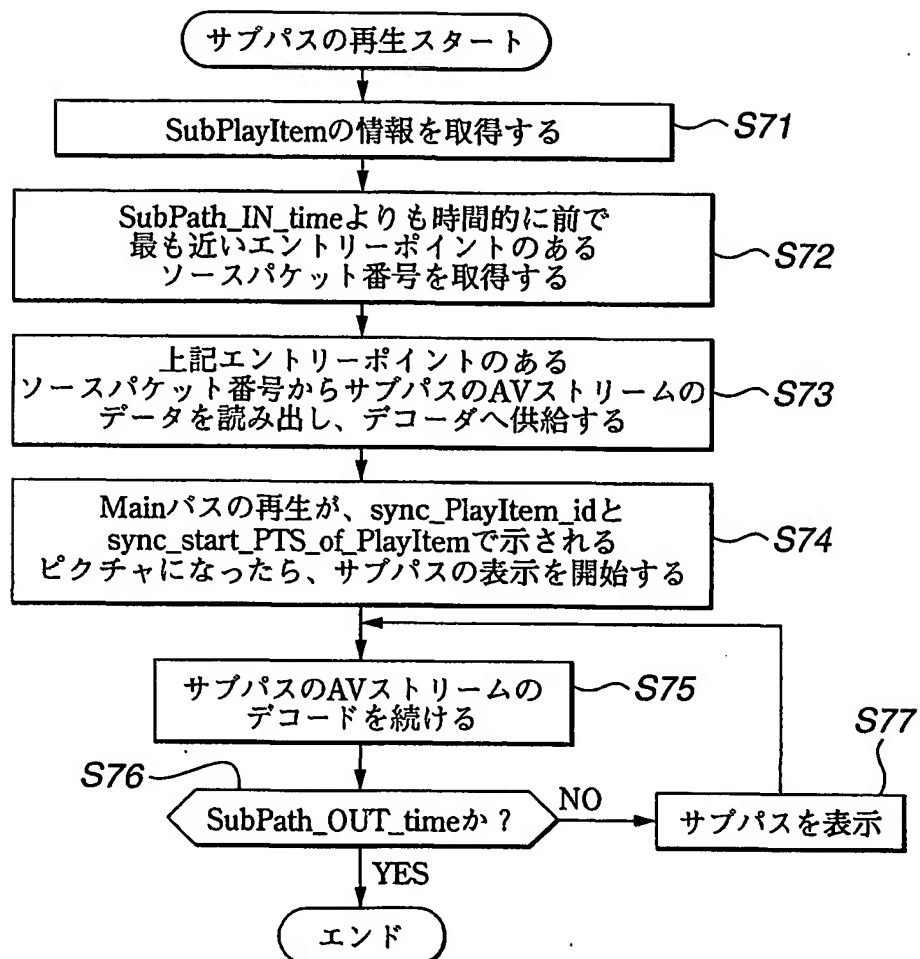 サブパスの再生スタート
SubPlayItemの情報を取得する
S71
SubPath_IN_timeよりも時間的に前で
最も近いエントリーポイントのある
ソースパケット番号を取得する
S72
上記エントリーポイントのある
ソースパケット番号からサブパスのAVストリームの
データを読み出し、デコーダへ供給する
S73
Mainパスの再生が、sync_PlayItem_idと
sync_start_PTS_of_PlayItemで示される
ピクチャになったら、サブパスの表示を開始する
S74
サブパスのAVストリームの
デコードを続ける
S75
S76
SubPath_OUT_timeか?
NO
S77
サブパスを表示
YES
エンド